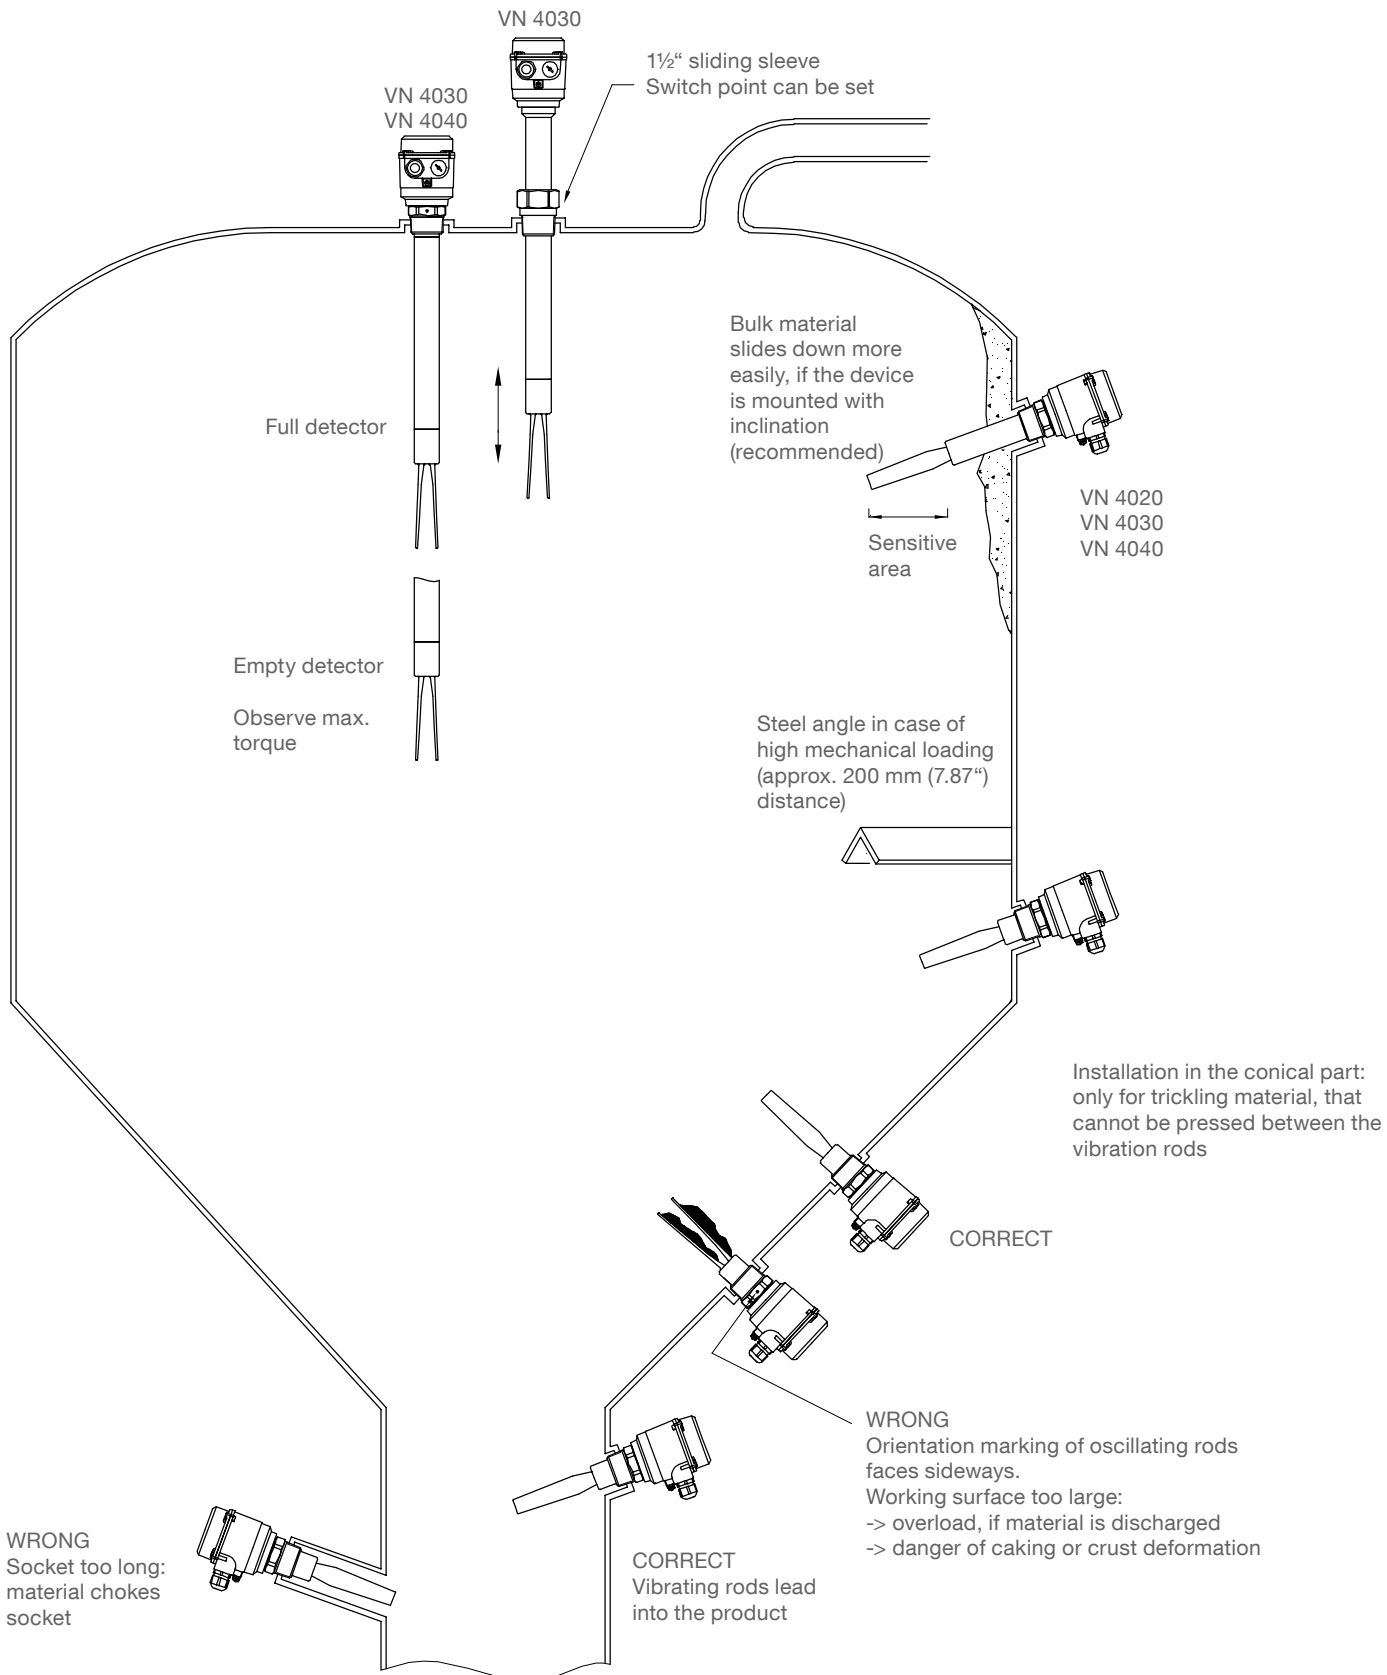 VN 4030
1½“ sliding sleeve
Switch point can be set
VN 4030
VN 4040
Bulk material
slides down more
easily, if the device
is mounted with
inclination
(recommended)
Full detector
VN 4020
VN 4030
VN 4040
Sensitive
area
Empty detector
Observe max.
torque
Steel angle in case of
high mechanical loading
(approx. 200 mm (7.87“)
distance)
Installation in the conical part:
only for trickling material, that
cannot be pressed between the
vibration rods
CORRECT
WRONG
Orientation marking of oscillating rods
faces sideways.
Working surface too large:
-> overload, if material is discharged
-> danger of caking or crust deformation
WRONG
Socket too long:
material chokes
socket
CORRECT
Vibrating rods lead
into the product